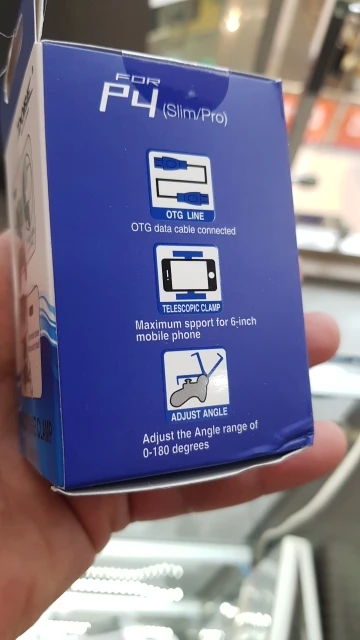 FOR
P4 (Slim/Pro)
OTG LINE
OTG data cable connected
TELESCOPIC CLAMP
Maximum spport for 6-inch
mobile phone
ADJUST ANGLE
Adjust the Angle range of
0-180 degrees